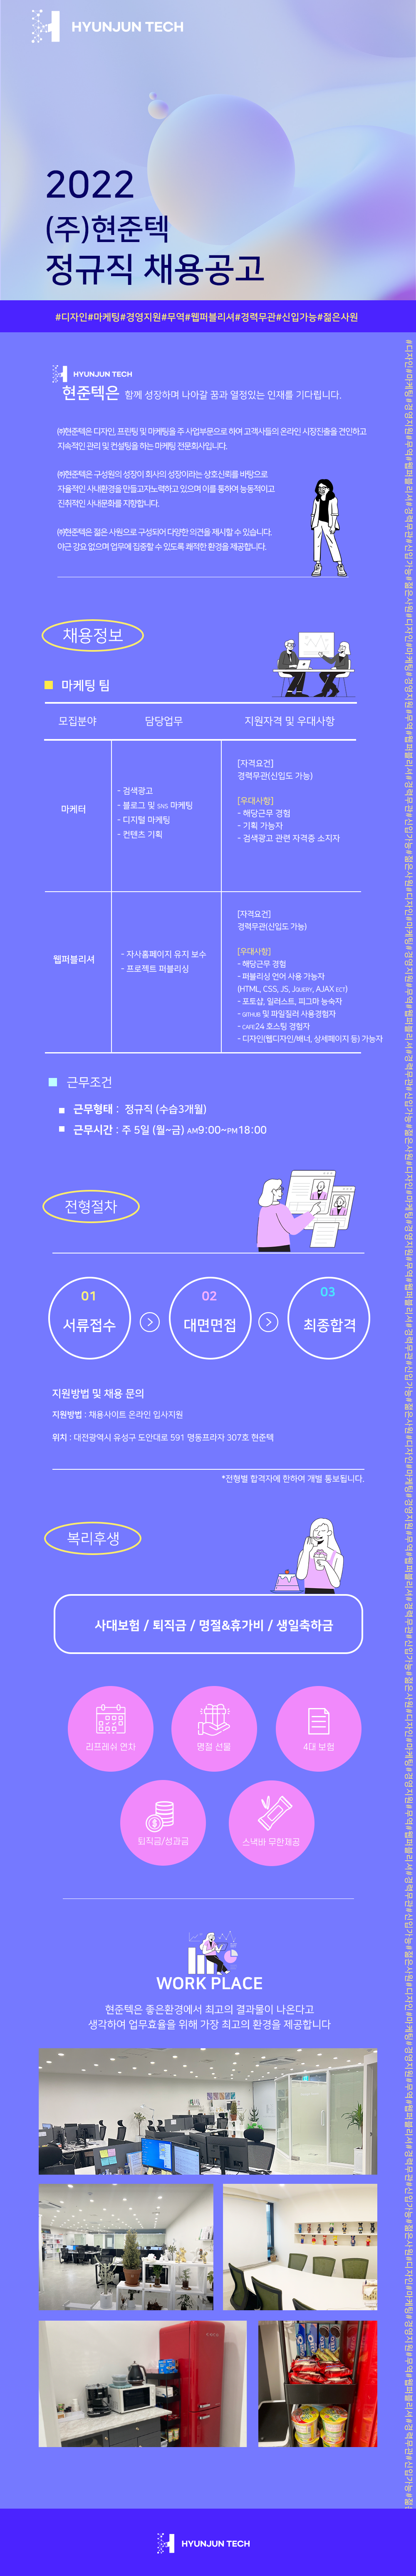 HYUNJUN TECH
2022
(주)현준텍
정규직 채용공고
#디자인#마케팅#경영지원#무역#웹퍼블리셔#경력무관#신입가능#젊은사원
HYUNJUN TECH
현준텍은 함께 성장하며 나아갈 꿈과 열정있는 인재를 기다립니다.
㈜현준텍은 디자인, 프린팅 및 마케팅을 주 사업부문으로 하여 고객사들의 온라인 시장진출을 견인하고
지속적인 관리 및 컨설팅을 하는 마케팅 전문회사입니다.
㈜현준텍은 구성원의 성장이 회사의 성장이라는 상호신뢰를 바탕으로
자율적인 사내환경을 만들고자노력하고 있으며 이를 통하여 능동적이고
진취적인 사내문화를 지향합니다.
㈜현준텍은 젊은 사원으로 구성되어 다양한 의견을 제시할 수 있습니다.
야근 강요 없으며 업무에 집중할 수 있도록 쾌적한 환경을 제공합니다.
채용정보
마케팅 팀
모집분야 담당업무 지원자격 및 우대사항
마케터
- 검색광고
- 블로그 및 SNS 마케팅
- 디지털 마케팅
- 컨텐츠 기획
[자격요건]
경력무관(신입도 가능)
[우대사항]
- 해당근무 경험
- 기획 가능자
- 검색광고 관련 자격증 소지자
웹퍼블리셔
- 자사홈페이지 유지 보수
- 프로젝트 퍼블리싱
[자격요건]
경력무관(신입도 가능)
[우대사항]
- 해당근무 경험
- 퍼블리싱 언어 사용 가능자
(HTML, CSS, JS, JQUERY, AJAX ECT)
- 포토샵, 일러스트, 피그마 능숙자
- GITHUB 및 파일질러 사용경험자
- CAFE24 호스팅 경험자
- 디자인(웹디자인/배너, 상세페이지 등) 가능자
근무조건
근무형태 : 정규직 (수습3개월)
근무시간 : 주 5일 (월~금) AM9:00~PM18:00
전형절차
01
서류접수
02
대면면접
03
최종합격
지원방법 및 채용 문의
지원방법 : 채용사이트 온라인 입사지원
위치 : 대전광역시 유성구 도안대로 591 명동프라자 307호 현준텍
*전형별 합격자에 한하여 개별 통보됩니다.
복리후생
사대보험 / 퇴직금 / 명절&휴가비 / 생일축하금
리프레쉬 연차
명절 선물
4대 보험
퇴직금/성과금
스낵바 무한제공
WORK PLACE
현준텍은 좋은환경에서 최고의 결과물이 나온다고
생각하여 업무효율을 위해 가장 최고의 환경을 제공합니다
HYUNJUN TECH